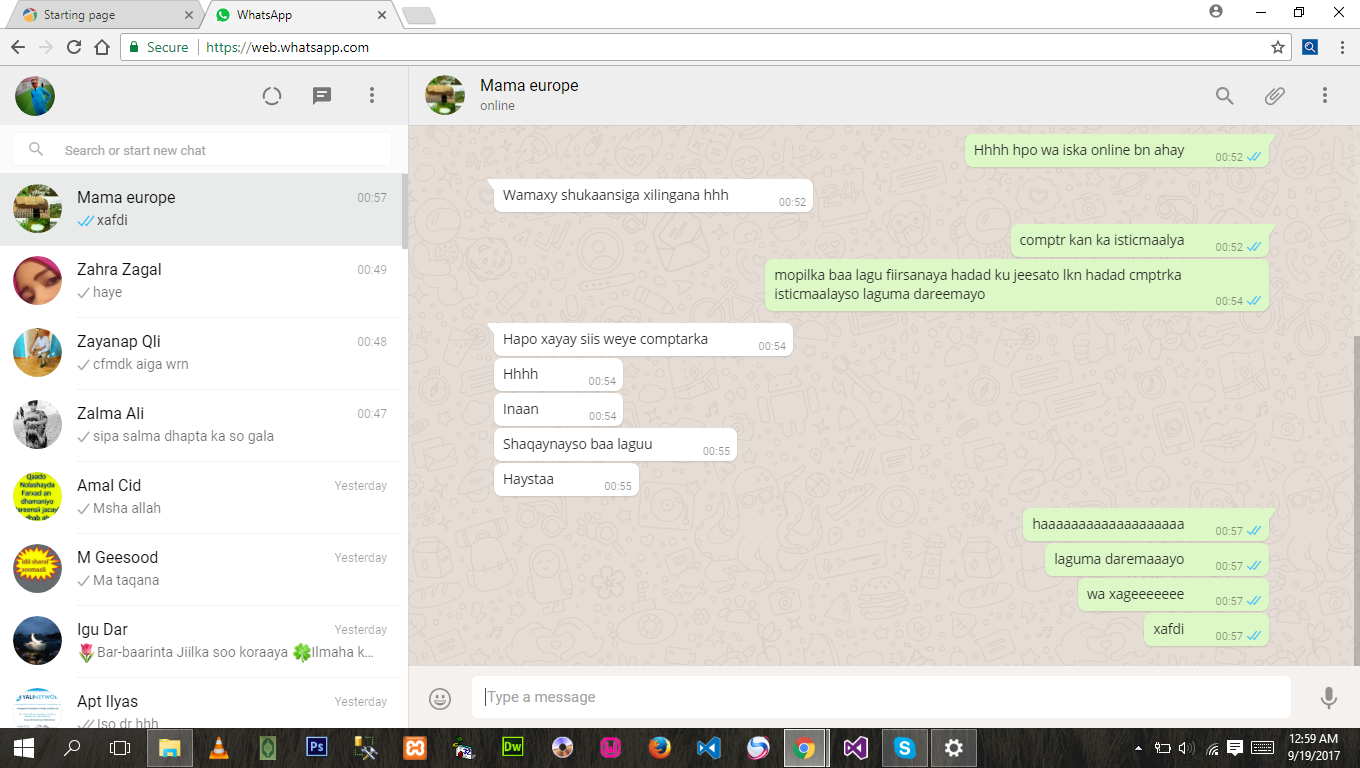 Starting page
WhatsApp
Secure
https://web.whatsapp.com
Search or start new chat
Mama europe
00:57
xafdi
Zahra Zagal
00:49
haye
Zayanap Qli
00:48
cfmdk aiga wrn
Zalma Ali
00:47
sipa salma dhapta ka so gala
Amal Cid
Yesterday
Msha allah
M Geesood
Yesterday
Ma taqana
Igu Dar
Yesterday
Bar-baarinta Jiilka soo koraaya Ilmaha k...
Apt Ilyas
Yesterday
Iso dr hhh
Qaado
Nolashayda
Farxad an
dhamaniyo
Mama europe
online
Hhhh hpo wa iska online bn ahay
00:52
Wamaxy shukaansiga xilingana hhh
00:52
comptr kan ka isticmaalya
00:52
mopilka baa lagu fiirsanaya hadad ku jeesato lkn hadad cmptrka
isticmaalayso laguma dareemayo
00:54
Hapo xayay siis weye comptarka
00:54
Hhhh
00:54
Inaan
00:54
Shaqaynayso baa laguu
00:55
Haystaa
00:55
haaaaaaaaaaaaaaaaaaa
00:57
laguma daremaaayo
00:57
wa xageeeeeee
00:57
xafdi
00:57
Type a message
Ps
Dw
12:59 AM
9/19/2017